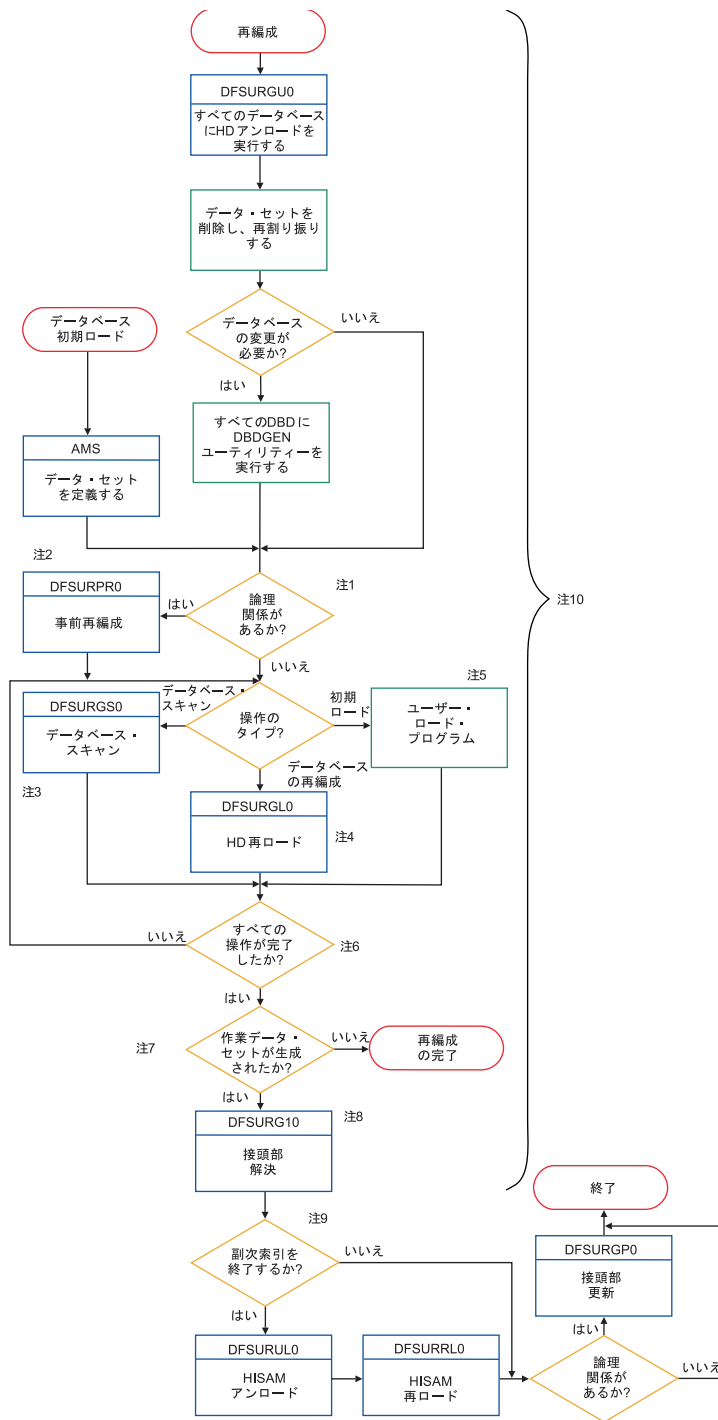 再編成
DFSURGU0
すべてのデータベース
にHDアンロードを
実行する
データ・セットを
削除し、再割り振り
する
データベース
の変更が
必要か?
いいえ
はい
データベース
初期ロード
すべてのDBDに
DBDGEN
ユーティリティーを
実行する
AMS
データ・セット
を定義する
注2
注1
DFSURPR0
事前再編成
はい
論理
関係が
あるか?
注10
いいえ
注5
データベース・
スキャン
DFSURGS0
データベース・
スキャン
操作の
タイプ?
初期
ロード
ユーザー・
ロード・
プログラム
注3
データベース
の再編成
DFSURGL0
HD再ロード
注4
いいえ
すべての
操作が完了
したか?
注6
はい
注7
作業データ・
セットが生成
されたか?
いいえ
再編成
の完了
はい
DFSURG10
接頭部
解決
注8
注9
副次索引を
終了するか?
いいえ
はい
終了
DFSURGP0
接頭部
更新
はい
DFSURUL0
HISAM
アンロード
DFSURRL0
HISAM
再ロード
論理
関係が
あるか?
いいえ